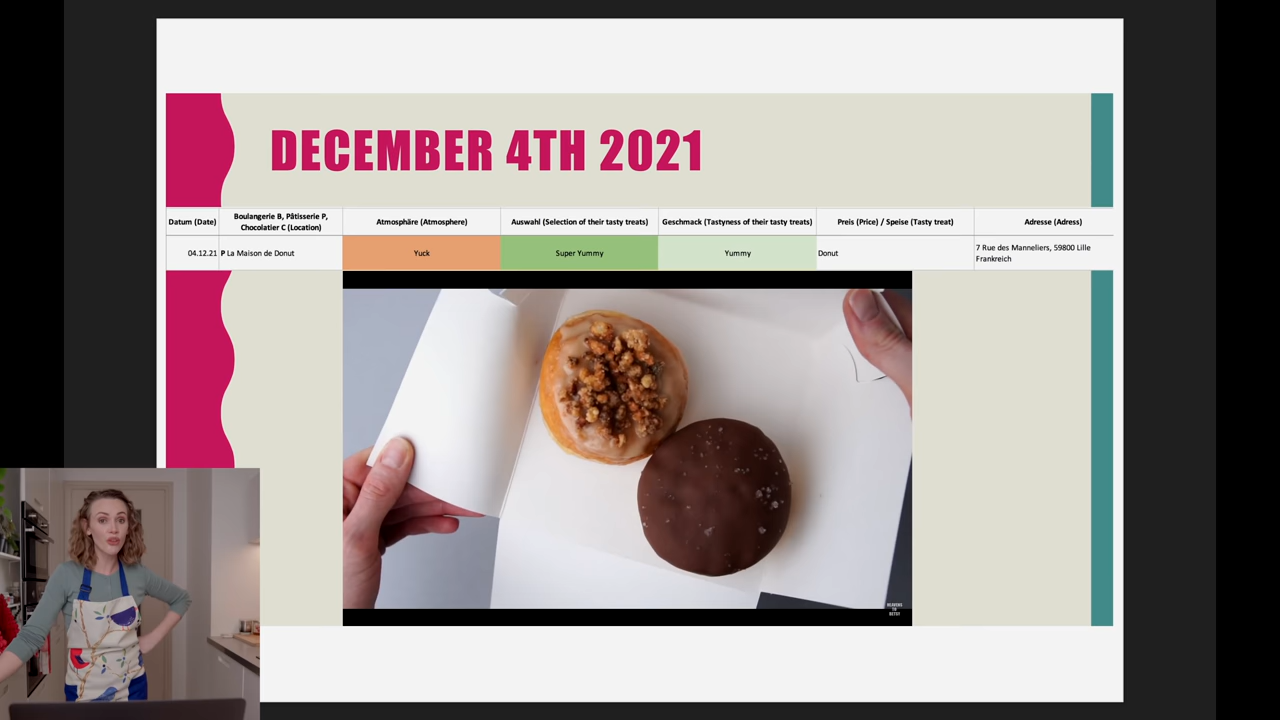 DECEMBER 4TH 2021
Datum (Date)
Boulangerie B, Pâtisserie P,
Chocolatier C (Location)
Atmosphäre (Atmosphere)
Auswahl (Selection of their tasty treats)
Geschmack (Tastyness of their tasty treats)
Preis (Price) / Speise (Tasty treat)
Adresse (Adress)
04.12.21
P La Maison de Donut
Yuck
Super Yummy
Yummy
Donut
7 Rue des Manneliers, 59800 Lille
Frankreich